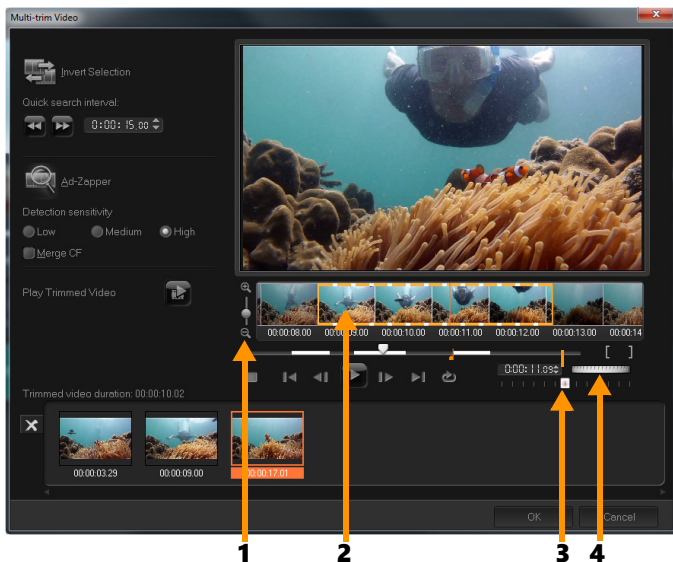 Multi-trim Video
Invert Selection
Quick search interval:
0:00:15.00
Ad-Zapper
Detection sensitivity
Low Medium High
Merge CF
Play Trimmed Video
00:00:08.00 00:00:09.00 00:00:10.00 00:00:11.00 00:00:12.00 00:00:13.00 00:00:14
[ ]
0:00:11.09
Trimmed video duration: 00:00:10.02
00:00:03.29 00:00:09.00 00:00:17.01
OK Cancel
1 2 3 4